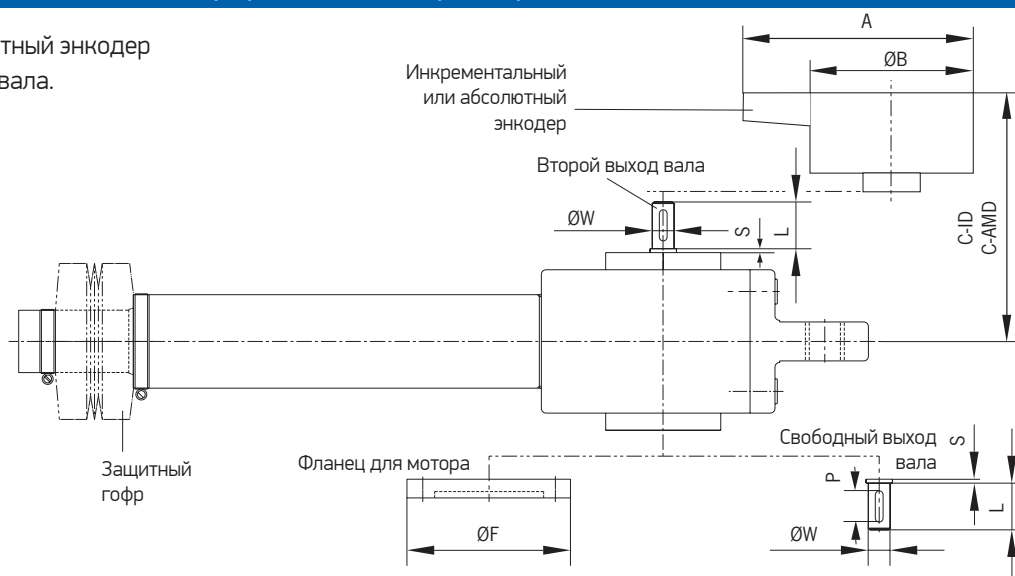 тный энкодер
вала.
A
ØB
Инкрементальный
или абсолютный
энкодер
Второй выход вала
ØW
S
L
C-ID
C-AMD
Защитный
гофр
Фланец для мотора
ØF
Свободный выход
вала
S
P
L
ØW